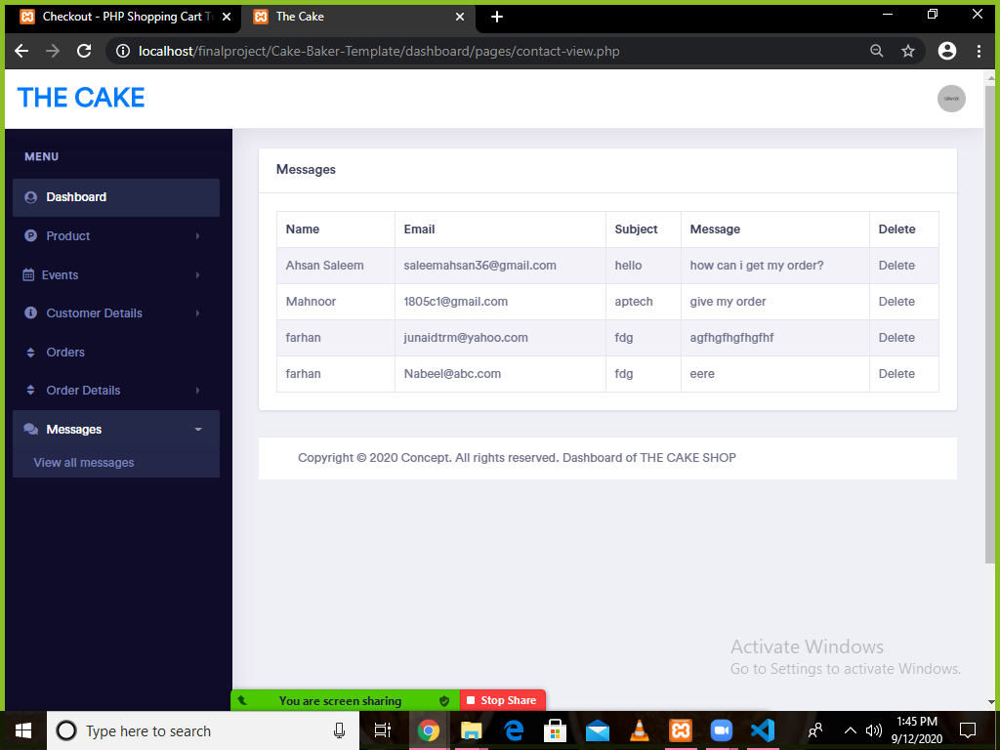 Checkout - PHP Shopping Cart T
The Cake
localhost/finalproject/Cake-Baker-Template/dashboard/pages/contact-view.php
THE CAKE
MENU
Dashboard
Product
Events
Customer Details
Orders
Order Details
Messages
View all messages
Messages
Name Email Subject Message Delete
Ahsan Saleem saleemahsan36@gmail.com hello how can i get my order? Delete
Mahnoor 1805c1@gmail.com aptech give my order Delete
farhan junaidtrm@yahoo.com fdg agfhgfhgfhgfhf Delete
farhan Nabeel@abc.com fdg eere Delete
Copyright © 2020 Concept. All rights reserved. Dashboard of THE CAKE SHOP
Activate Windows
Go to Settings to activate Windows.
You are screen sharing Stop Share
Type here to search
1:45 PM
9/12/2020